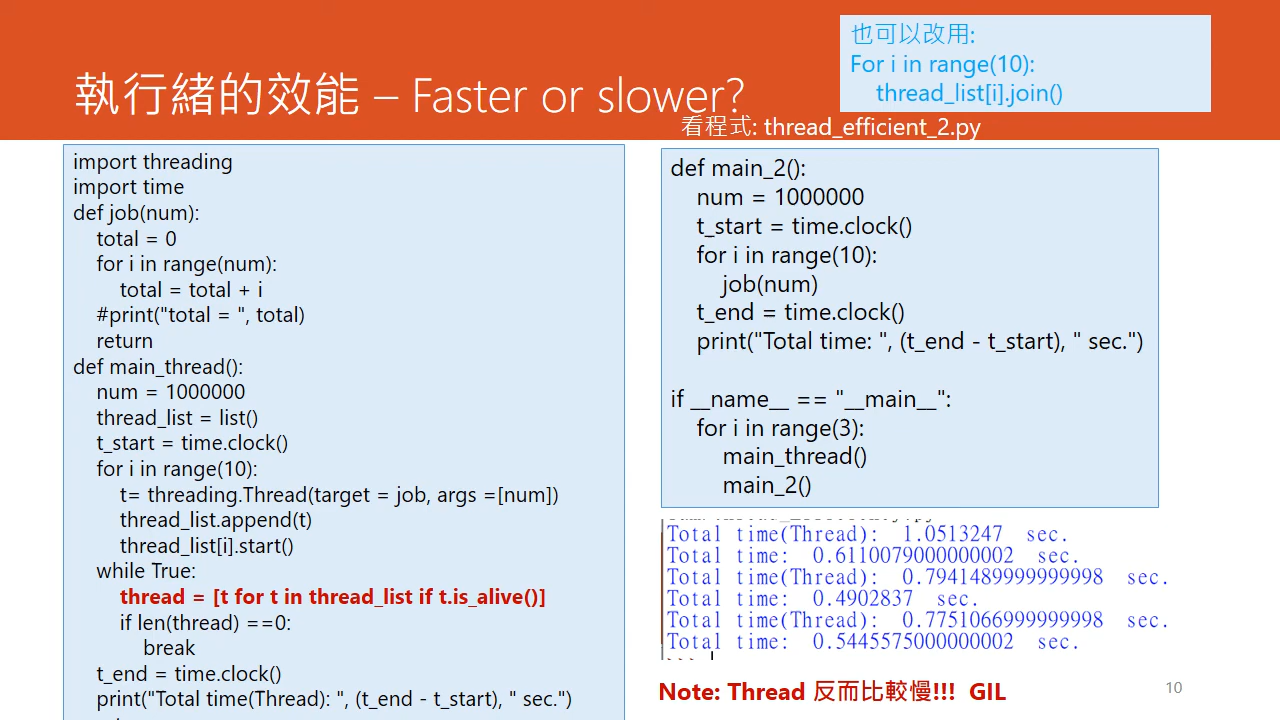 也可以改用:
For i in range(10):
thread_list[i].join()
執行緒的效能 – Faster or slower?
看程式: thread_efficient_2.py
import threading
import time
def job(num):
total = 0
for i in range(num):
total = total + i
#print("total = ", total)
return
def main_thread():
num = 1000000
thread_list = list()
t_start = time.clock()
for i in range(10):
t= threading.Thread(target = job, args =[num])
thread_list.append(t)
thread_list[i].start()
while True:
thread = [t for t in thread_list if t.is_alive()]
if len(thread) ==0:
break
t_end = time.clock()
print("Total time(Thread): ", (t_end - t_start), " sec.")
def main_2():
num = 1000000
t_start = time.clock()
for i in range(10):
job(num)
t_end = time.clock()
print("Total time: ", (t_end - t_start), " sec.")
if __name__ == "__main__":
for i in range(3):
main_thread()
main_2()
Total time(Thread):  1.0513247  sec.
Total time:  0.6110079000000002  sec.
Total time(Thread):  0.7941489999999998  sec.
Total time:  0.4902837  sec.
Total time(Thread):  0.7751066999999998  sec.
Total time:  0.5445575000000002  sec.
Note: Thread 反而比較慢!!!  GIL
10